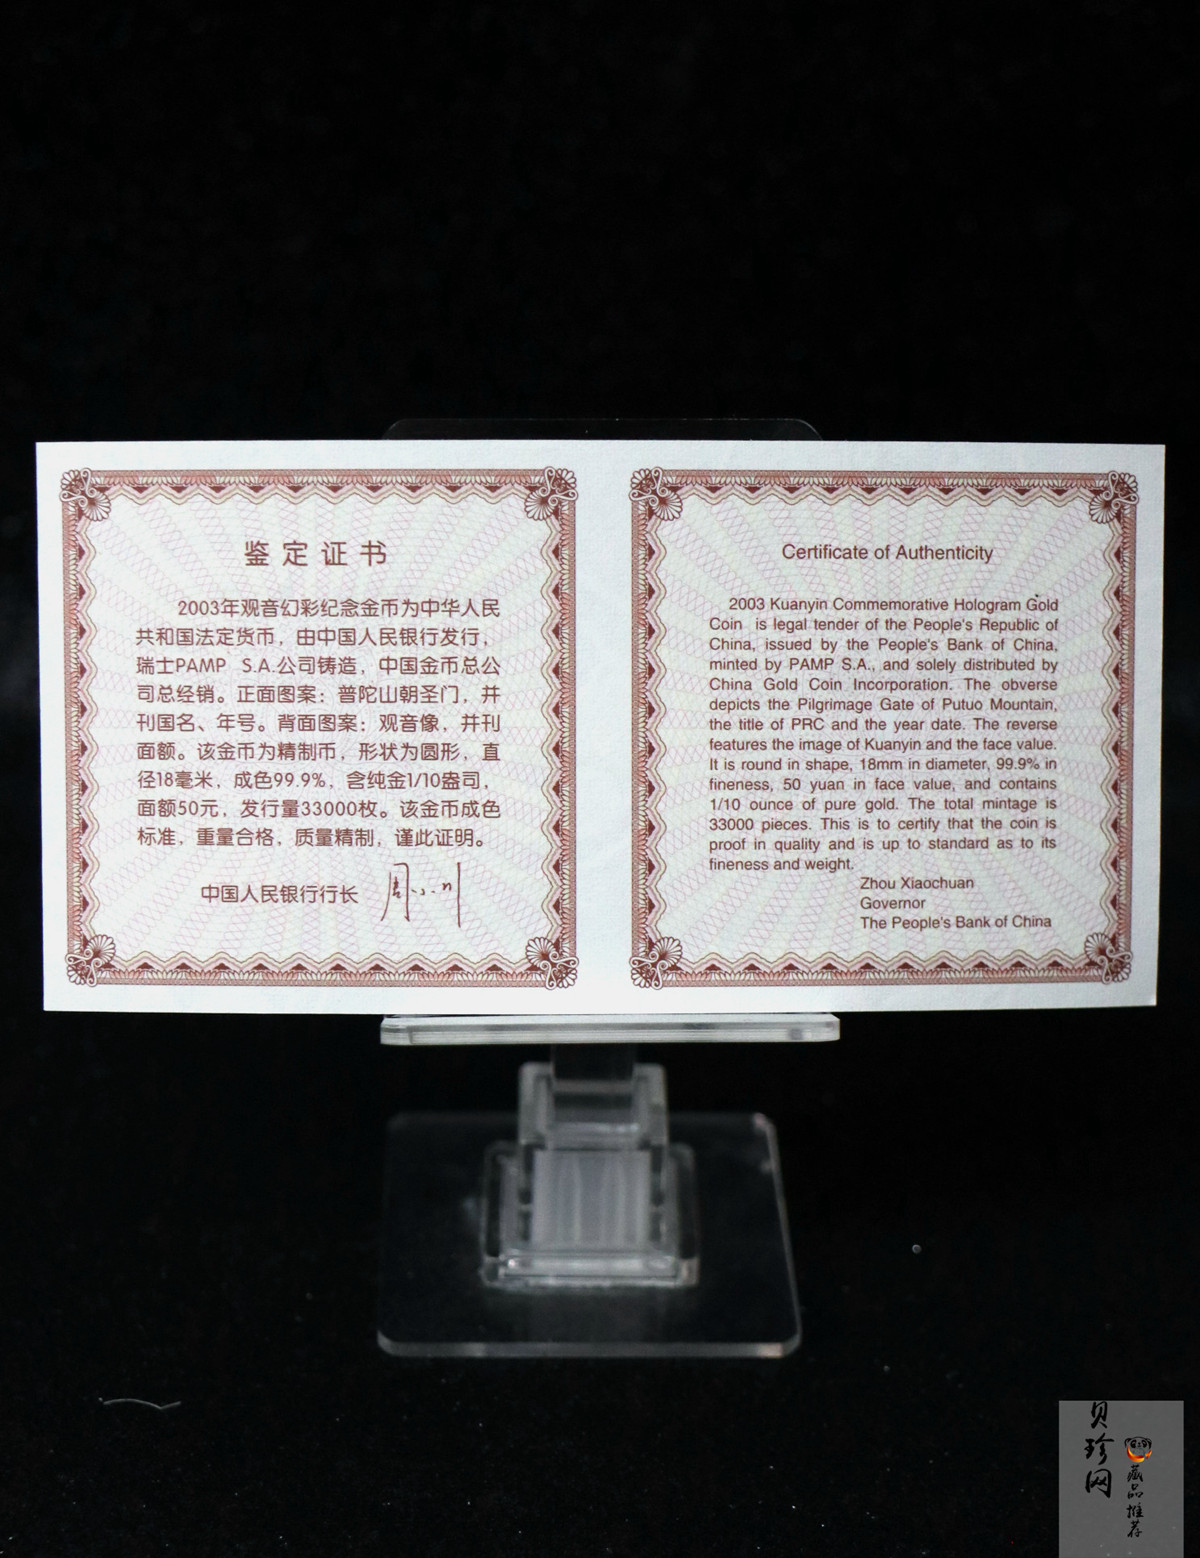 鉴定证书
2003年观音幻彩纪念金币为中华人民
共和国法定货币，由中国人民银行发行，
瑞士PAMP S.A.公司铸造，中国金币总公
司总经销。正面图案：普陀山朝圣门，并
刊国名、年号。背面图案：观音像，并刊
面额。该金币为精制币，形状为圆形，直
径18毫米，成色99.9%，含纯金1/10盎司，
面额50元，发行量33000枚。该金币成色
标准，重量合格，质量精制，谨此证明。
中国人民银行行长 周小川
Certificate of Authenticity
2003 Kuanyin Commemorative Hologram Gold
Coin is legal tender of the People's Republic of
China, issued by the People's Bank of China,
minted by PAMP S.A., and solely distributed by
China Gold Coin Incorporation. The obverse
depicts the Pilgrimage Gate of Putuo Mountain,
the title of PRC and the year date. The reverse
features the image of Kuanyin and the face value.
It is round in shape, 18mm in diameter, 99.9% in
fineness, 50 yuan in face value, and contains
1/10 ounce of pure gold. The total mintage is
33000 pieces. This is to certify that the coin is
proof in quality and is up to standard as to its
fineness and weight.
Zhou Xiaochuan
Governor
The People's Bank of China
贝珍网
藏品推荐